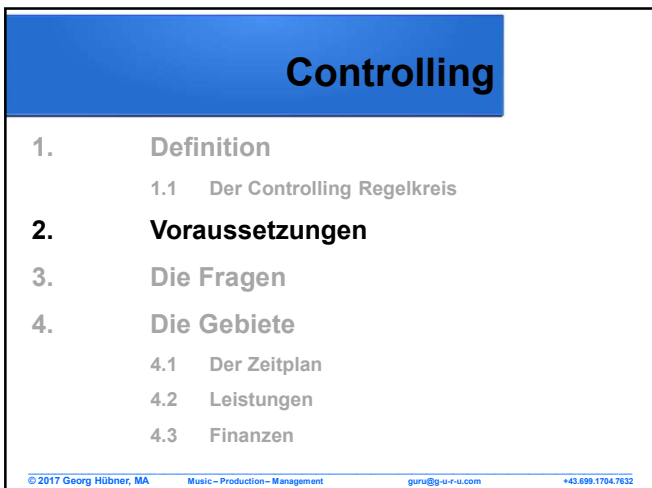 Controlling
1. Definition
1.1 Der Controlling Regelkreis
2. Voraussetzungen
3. Die Fragen
4. Die Gebiete
4.1 Der Zeitplan
4.2 Leistungen
4.3 Finanzen
© 2017 Georg Hübner, MA Music – Production – Management guru@g-u-r-u.com +43.699.1704.7632